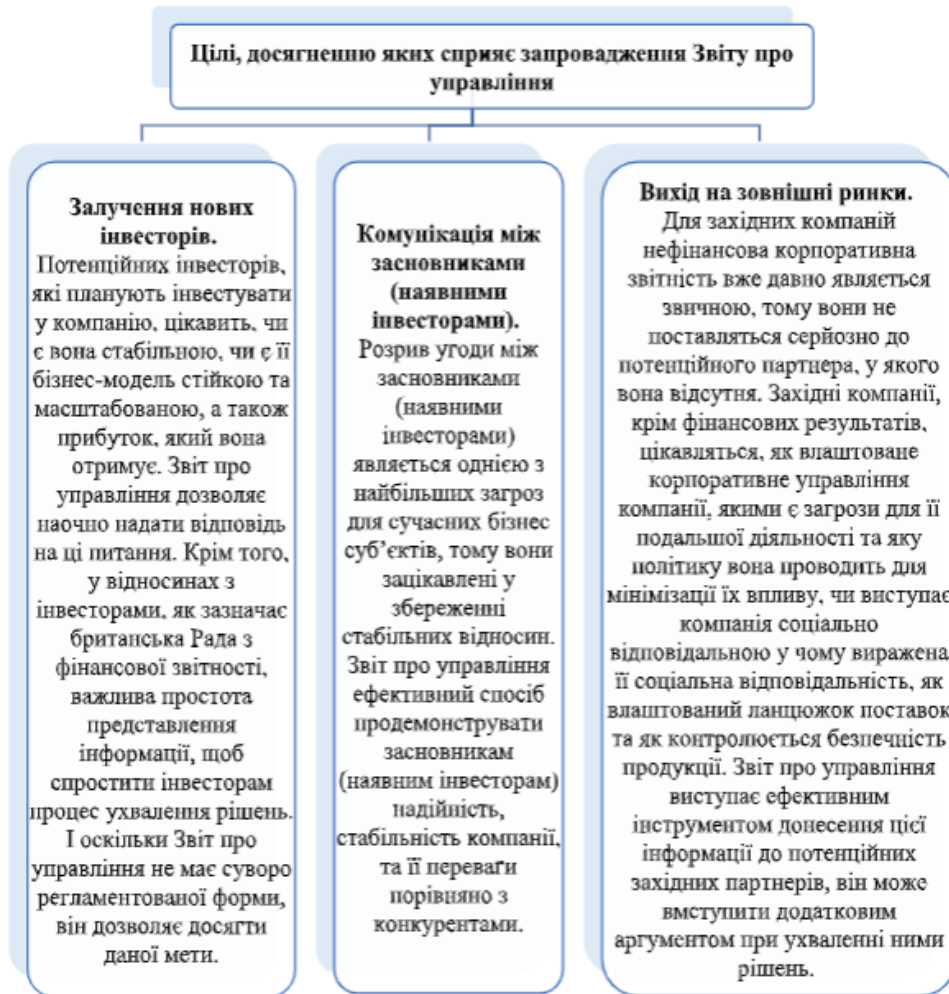 Цілі, досягненню яких сприяє запровадження Звіту про
управління
Залучення нових
інвесторів.
Потенційних інвесторів,
які планують інвестувати
у компанію, цікавить, чи
є вона стабільною, чи є її
бізнес-модель стійкою та
масштабованою, а також
прибуток, який вона
отримує. Звіт про
управління дозволяє
наочно надати відповідь
на ці питання. Крім того,
у відносинах з
інвесторами, як зазначає
британська Рада з
фінансової звітності,
важлива простота
представлення
інформації, щоб
спростити інвесторам
процес ухвалення рішень.
І оскільки Звіт про
управління не має суворо
регламентованої форми,
він дозволяє досягти
даної мети.
Комунікація між
засновниками
(наявними
інвесторами).
Розрив угоди між
засновниками
(наявними
інвесторами)
являється однією з
найбільших загроз
для сучасних бізнес
суб’єктів, тому вони
зацікавлені у
збереженні
стабільних відносин.
Звіт про управління
ефективний спосіб
продемонструвати
засновникам
(наявним інвесторам)
надійність,
стабільність компанії,
та її переваги
порівняно з
конкурентами.
Вихід на зовнішні ринки.
Для західних компаній
нефінансова корпоративна
звітність вже давно являється
звичною, тому вони не
поставляться серйозно до
потенційного партнера, у якого
вона відсутня. Західні компанії,
крім фінансових результатів,
цікавляться, як влаштоване
корпоративне управління
компанії, якими є загрози для її
подальшої діяльності та яку
політику вона проводить для
мінімізації їх впливу, чи виступає
компанія соціально
відповідальною у чому виражена
її соціальна відповідальність, як
влаштований ланцюжок поставок
та як контролюється безпечність
продукції. Звіт про управління
виступає ефективним
інструментом донесення цієї
інформації до потенційних
західних партнерів, він може
вмступити додатковим
аргументом при ухваленні ними
рішень.